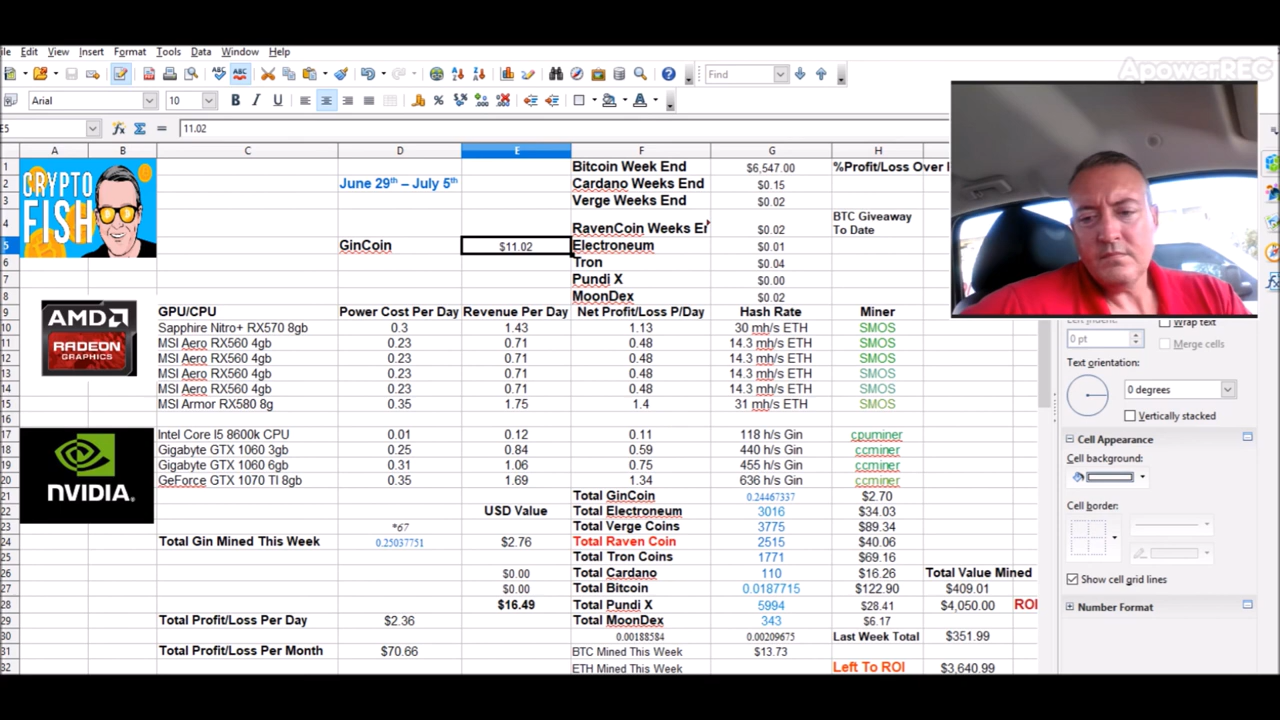 ApowerREC
ile Edit View Insert Format Tools Data Window Help
Find
Arial 10
E5 11.02
A B C D E F G H
1 Bitcoin Week End $6,547.00 %Profit/Loss Over
2 June 29th – July 5th Cardano Weeks End $0.15
3 Verge Weeks End $0.02
4 RavenCoin Weeks Er $0.02 BTC Giveaway To Date
5 GinCoin $11.02 Electroneum $0.01
6 Tron $0.04
7 Pundi X $0.00
8 MoonDex $0.02
CRYPTO
FISH
9 GPU/CPU Power Cost Per Day Revenue Per Day Net Profit/Loss P/Day Hash Rate Miner
10 Sapphire Nitro+ RX570 8gb 0.3 1.43 1.13 30 mh/s ETH SMOS
11 MSI Aero RX560 4gb 0.23 0.71 0.48 14.3 mh/s ETH SMOS
12 MSI Aero RX560 4gb 0.23 0.71 0.48 14.3 mh/s ETH SMOS
13 MSI Aero RX560 4gb 0.23 0.71 0.48 14.3 mh/s ETH SMOS
14 MSI Aero RX560 4gb 0.23 0.71 0.48 14.3 mh/s ETH SMOS
15 MSI Armor RX580 8g 0.35 1.75 1.4 31 mh/s ETH SMOS
AMD
RADEON
GRAPHICS
16
17 Intel Core I5 8600k CPU 0.01 0.12 0.11 118 h/s Gin cpuminer
18 Gigabyte GTX 1060 3gb 0.25 0.84 0.59 440 h/s Gin ccminer
19 Gigabyte GTX 1060 6gb 0.31 1.06 0.75 455 h/s Gin ccminer
20 GeForce GTX 1070 TI 8gb 0.35 1.69 1.34 636 h/s Gin ccminer
NVIDIA.
21 Total GinCoin 0.24467337 $2.70
22 USD Value Total Electroneum 3016 $34.03
23 *67 Total Verge Coins 3775 $89.34
24 Total Gin Mined This Week 0.25037751 $2.76 Total Raven Coin 2515 $40.06
25 Total Tron Coins 1771 $69.16
26 $0.00 Total Cardano 110 $16.26 Total Value Mined
27 $0.00 Total Bitcoin 0.0187715 $122.90 $409.01
28 $16.49 Total Pundi X 5994 $28.41 $4,050.00 ROI
29 Total Profit/Loss Per Day $2.36 Total MoonDex 343 $6.17
30 0.00188584 0.00209675 Last Week Total $351.99
31 Total Profit/Loss Per Month $70.66 BTC Mined This Week $13.73
32 ETH Mined This Week Left To ROI $3,640.99
Wrap text
0 pt Merge cells
Text orientation:
0 degrees
Vertically stacked
Cell Appearance
Cell background:
Cell border:
Show cell grid lines
Number Format